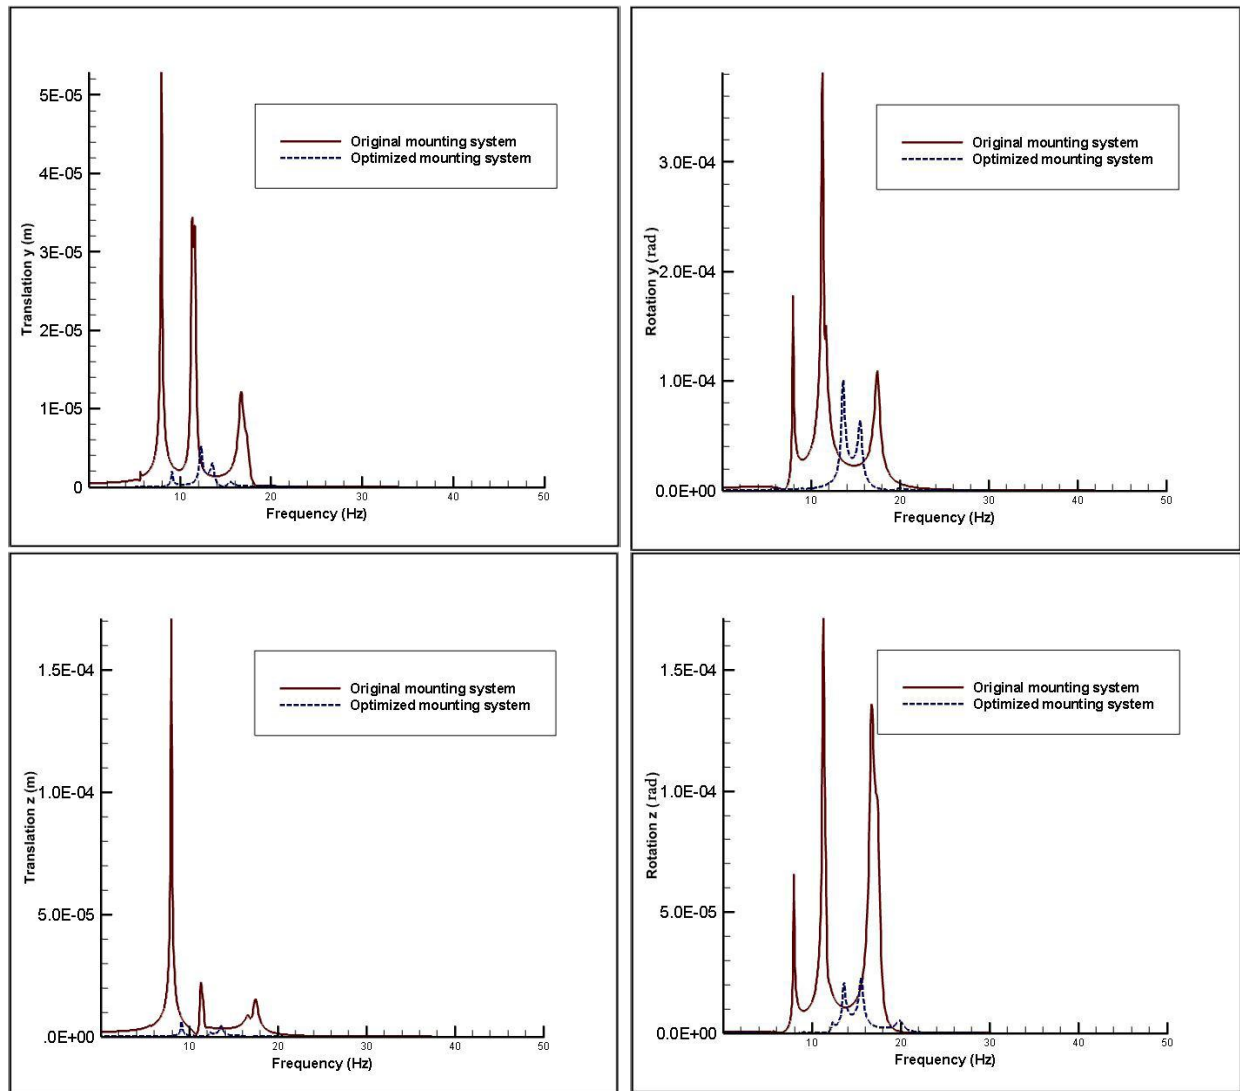 5E-05
4E-05
3E-05
2E-05
1E-05
0
Translation y (m)
Original mounting system
Optimized mounting system
10 20 30 40 50
Frequency (Hz)
3.0E-04
2.0E-04
1.0E-04
0.0E+00
Rotation y (rad)
Original mounting system
Optimized mounting system
10 20 30 40 50
Frequency (Hz)
1.5E-04
1.0E-04
5.0E-05
.0E+00
Translation z (m)
Original mounting system
Optimized mounting system
10 20 30 40 50
Frequency (Hz)
1.5E-04
1.0E-04
5.0E-05
0.0E+00
Rotation z (rad)
Original mounting system
Optimized mounting system
10 20 30 40 50
Frequency (Hz)